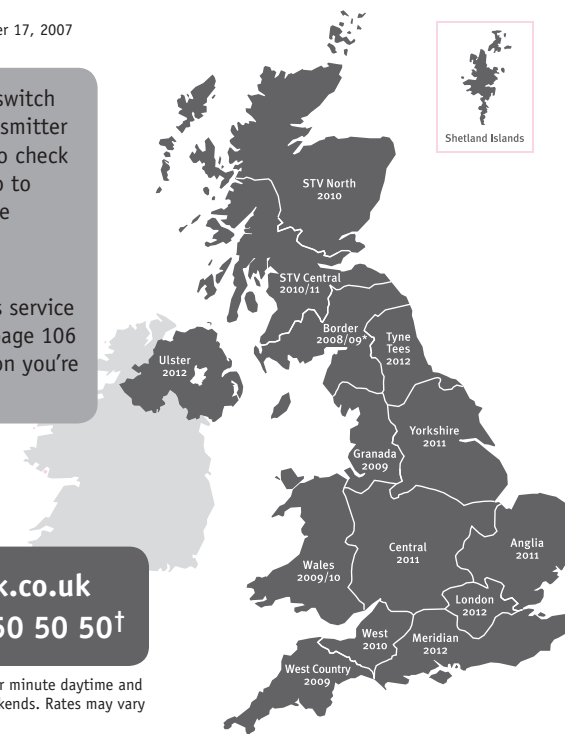 er 17, 2007
switch
smitter
o check
o to
e
s service
page 106
on you're
k.co.uk
50 50 50†
r minute daytime and
kends. Rates may vary
Shetland Islands
STV North
2010
STV Central
2010/11
Border
2008/09*
Tyne
Tees
2012
Ulster
2012
Yorkshire
2011
Granada
2009
Anglia
2011
Central
2011
Wales
2009/10
London
2012
West
2010
Meridian
2012
West Country
2009